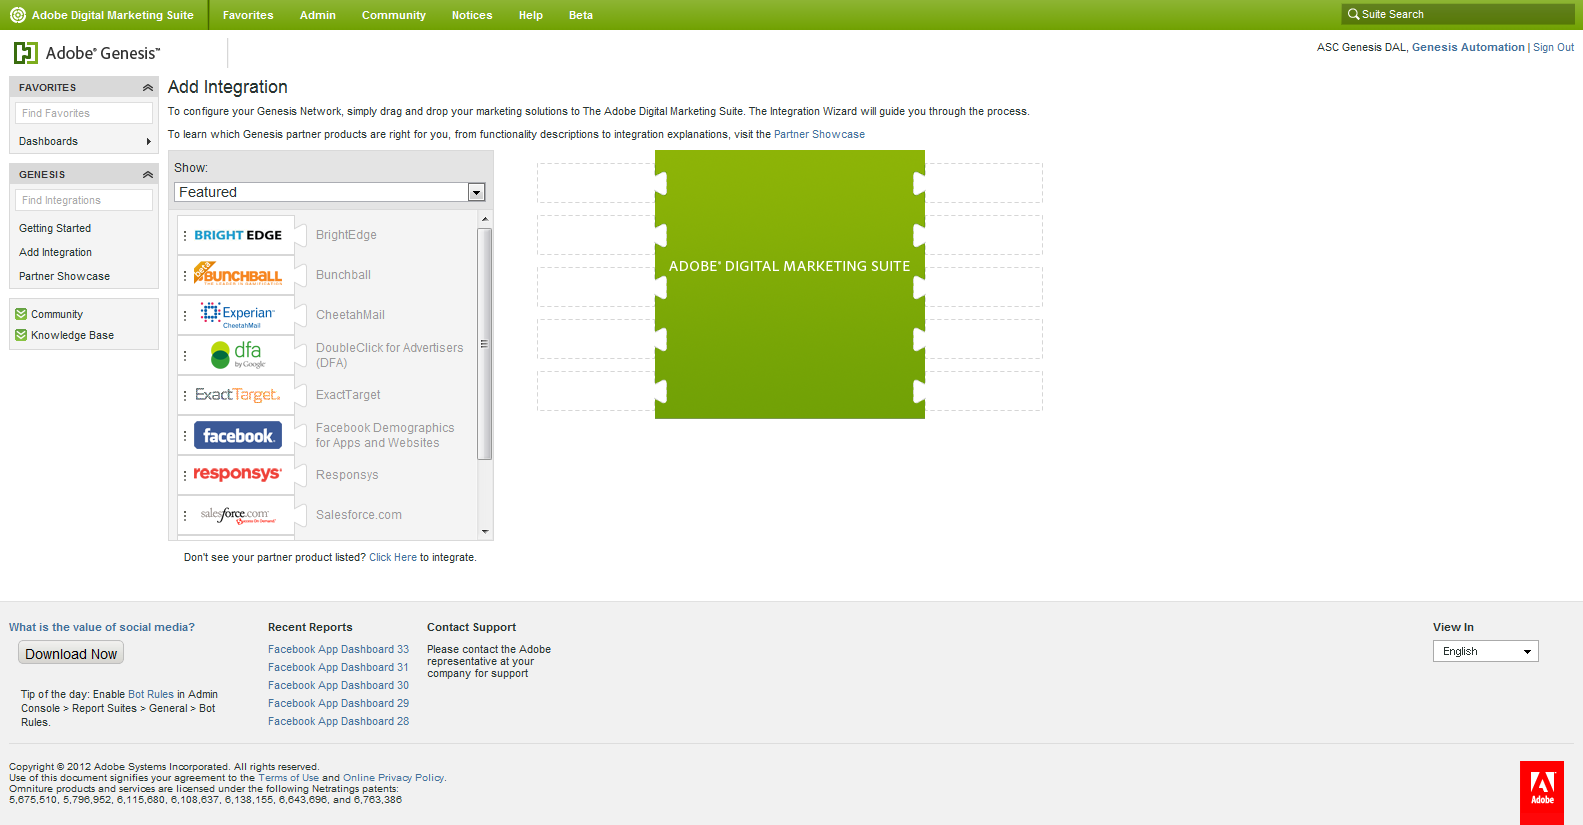 Adobe Digital Marketing Suite
Favorites
Admin
Community
Notices
Help
Beta
Suite Search
Adobe® Genesis™
ASC Genesis DAL, Genesis Automation | Sign Out
FAVORITES
Find Favorites
Dashboards
GENESIS
Find Integrations
Getting Started
Add Integration
Partner Showcase
Community
Knowledge Base
Add Integration
To configure your Genesis Network, simply drag and drop your marketing solutions to The Adobe Digital Marketing Suite. The Integration Wizard will guide you through the process.
To learn which Genesis partner products are right for you, from functionality descriptions to integration explanations, visit the Partner Showcase
Show:
Featured
BRIGHT EDGE
BrightEdge
BUNCHBALL
THE LEADER IN GAMIFICATION
Bunchball
Experian
CheetahMail
CheetahMail
dfa
by Google
DoubleClick for Advertisers
(DFA)
ExactTarget.
ExactTarget
facebook.
Facebook Demographics
for Apps and Websites
responsys
Responsys
salesforce.com
Success On Demand
Salesforce.com
Don't see your partner product listed? Click Here to integrate.
ADOBE® DIGITAL MARKETING SUITE
What is the value of social media?
Download Now
Tip of the day: Enable Bot Rules in Admin
Console > Report Suites > General > Bot
Rules.
Recent Reports
Facebook App Dashboard 33
Facebook App Dashboard 31
Facebook App Dashboard 30
Facebook App Dashboard 29
Facebook App Dashboard 28
Contact Support
Please contact the Adobe
representative at your
company for support
View In
English
Copyright © 2012 Adobe Systems Incorporated. All rights reserved.
Use of this document signifies your agreement to the Terms of Use and Online Privacy Policy.
Omniture products and services are licensed under the following Netratings patents:
5,675,510, 5,796,952, 6,115,680, 6,108,637, 6,138,155, 6,643,696, and 6,763,386
Adobe